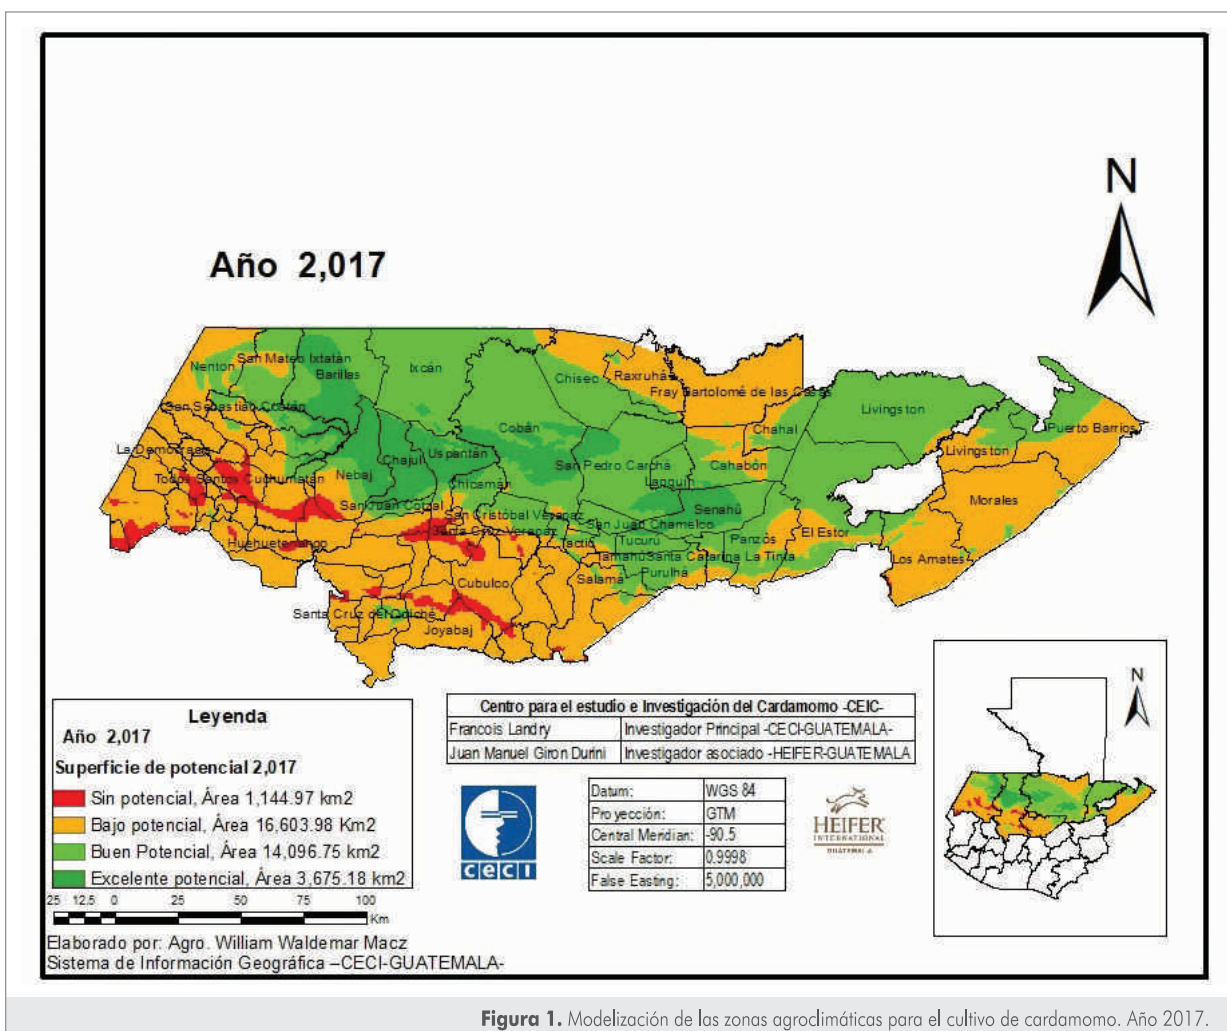 N
Año 2,017
San Mateo Ixtatán
Nenton
Barillas
Ixcán
Chiseo
Raxruhá
Fray Bartolomé de las Casas
San Sebastián Coatán
Livingston
Cobán
Chahal
Puerto Barrios
La Democracia
Chajul
Uspantán
Livingston
Nebaj
San Pedro Carchá
Cahabón
Todos Santos Cuchumatán
Chicamán
Lanquín
Morales
San Juan Cotzal
Senahú
San Cristóbal Verapaz
San Juan Chamelco
Santa Cruz Verapaz
El Estor
Huehuetenango
Tactic
Tucurú
Panzós
Tamahú
Santa Catarina La Tinta
Los Amates
Cubulco
Salamá
Purulhá
Santa Cruz del Quiché
Joyabaj
Leyenda
Año 2,017
Superficie de potencial 2,017
Sin potencial, Área 1,144.97 km2
Bajo potencial, Área 16,603.98 Km2
Buen Potencial, Área 14,096.75 km2
Excelente potencial, Área 3,675.18 km2
25 12.5 0 25 50 75 100
Km
Elaborado por: Agro. William Waldemar Macz
Sistema de Información Geográfica –CECI-GUATEMALA-
Centro para el estudio e Investigación del Cardamomo -CEIC-
Francois Landry Investigador Principal -CECI-GUATEMALA-
Juan Manuel Giron Durini Investigador asociado -HEIFER-GUATEMALA
ceci
Datum: WGS 84
Proyección: GTM
Central Meridian: -90.5
Scale Factor: 0.9998
False Easting: 5,000,000
HEIFER
INTERNATIONAL
GUATEMALA
N
Figura 1. Modelización de las zonas agroclimáticas para el cultivo de cardamomo. Año 2017.